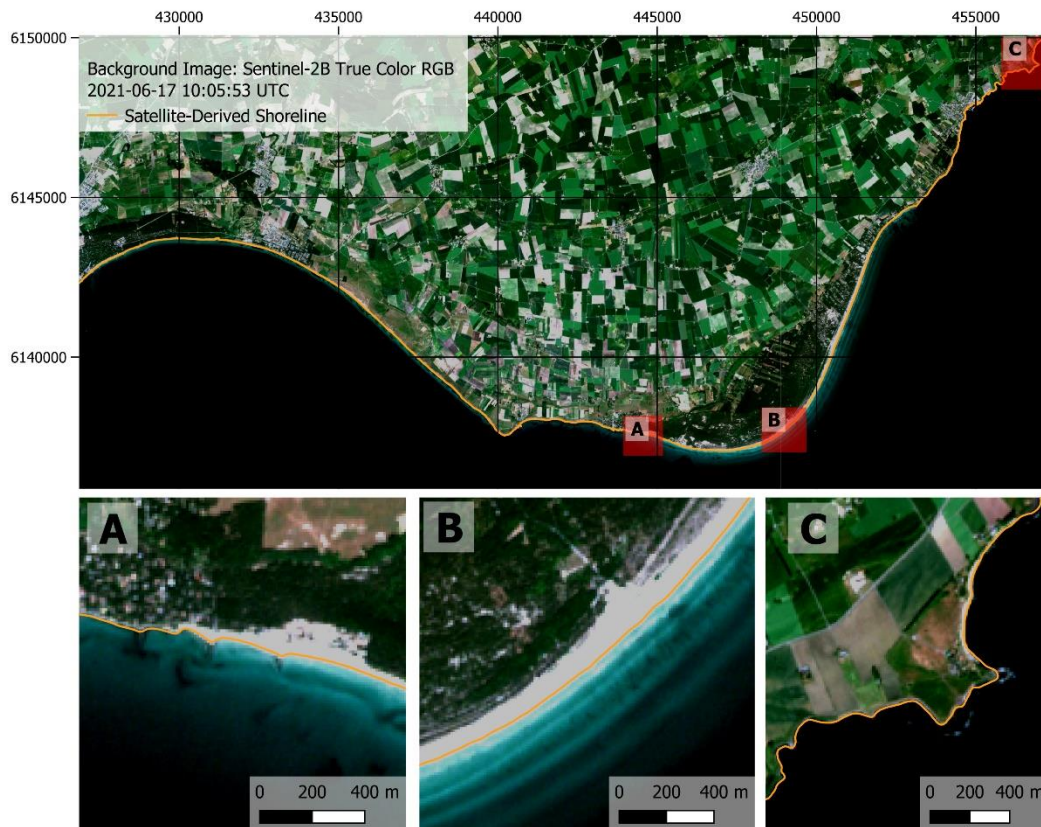 430000 435000 440000 445000 450000 455000
6150000
Background Image: Sentinel-2B True Color RGB
2021-06-17 10:05:53 UTC
Satellite-Derived Shoreline
C
6145000
6140000
A
B
A
B
C
0 200 400 m
0 200 400 m
0 200 400 m